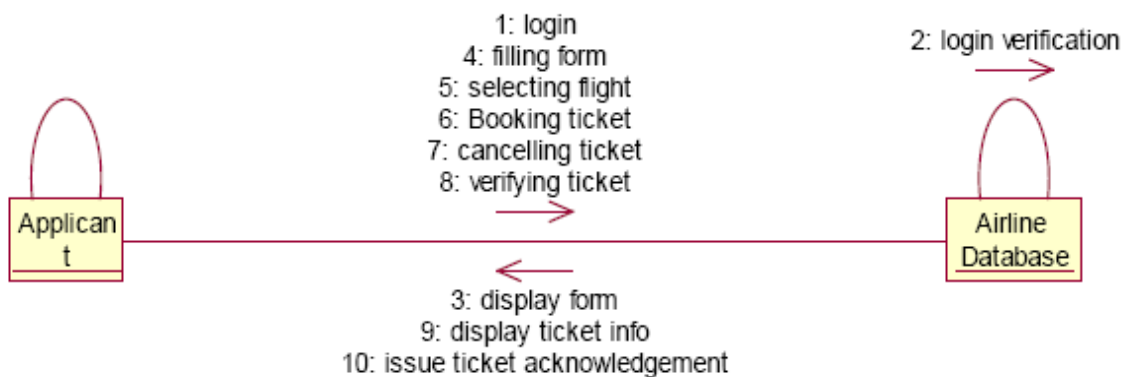 1: login
4: filling form
5: selecting flight
6: Booking ticket
7: cancelling ticket
8: verifying ticket
2: login verification
Applican
t
Airline
Database
3: display form
9: display ticket info
10: issue ticket acknowledgement